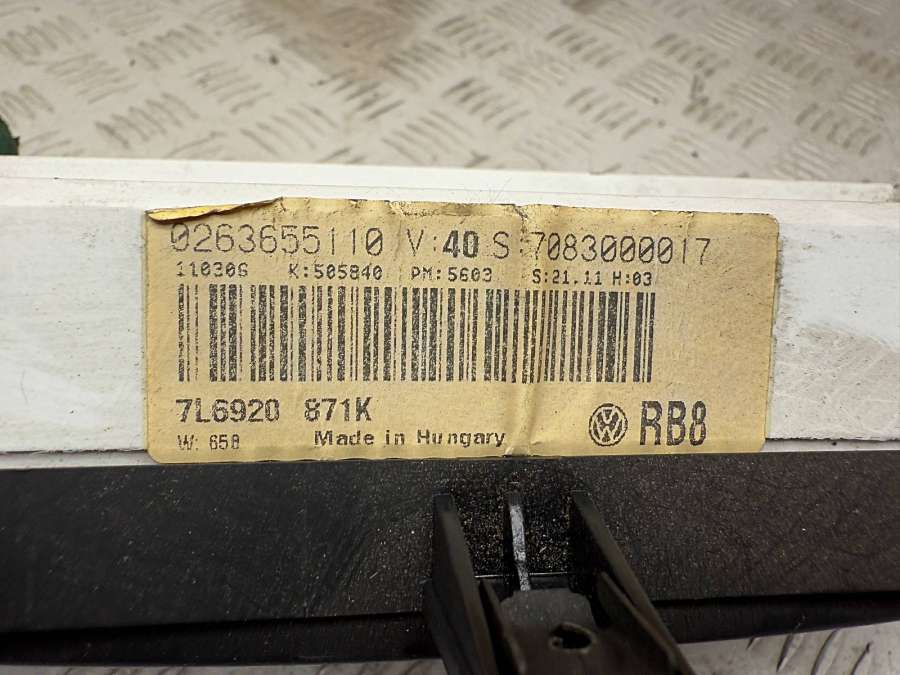 0263655110 V:40 S 7083000017
110306 K:505840 PM:5603 S:21.11 H:03
7L6920 871K
W: 658 Made in Hungary RB8